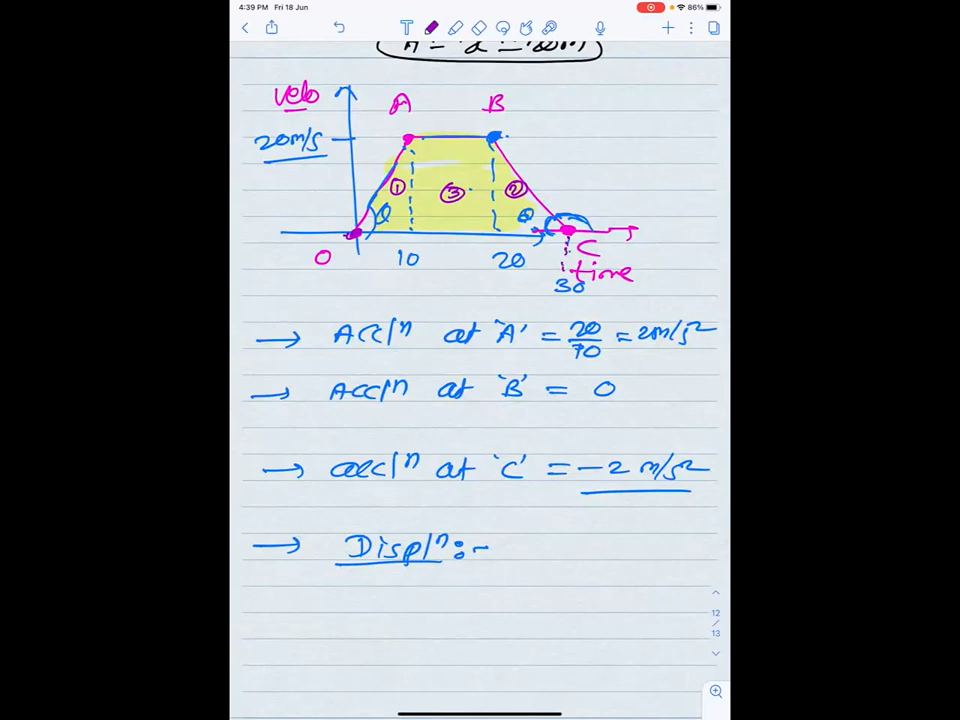 4:39 PM Fri 18 Jun
86%
velo
A
B
20m/s
①
③
②
θ
θ
O
10
20
C
time
30
→ Acc/n at 'A' = 20/10 = 2m/s²
→ Acc/n at 'B' = 0
→ acc/n at 'C' = -2 m/s²
→ Displ/n :-
12
/
13